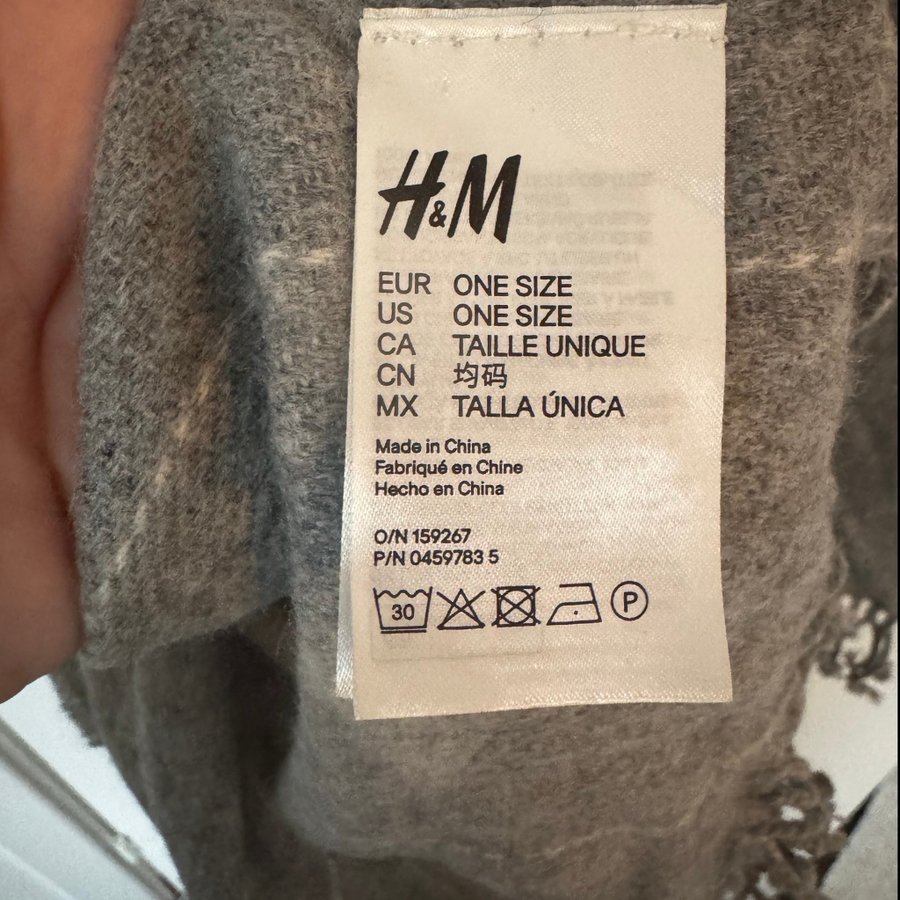 H&M
EUR ONE SIZE
US ONE SIZE
CA TAILLE UNIQUE
CN 均码
MX TALLA ÚNICA
Made in China
Fabriqué en Chine
Hecho en China
O/N 159267
P/N 0459783 5
30 P